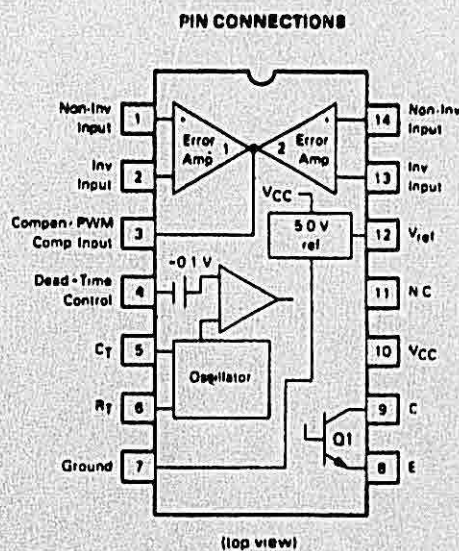 PIN CONNECTIONS
Non-Inv
Input
1
Inv
Input
2
Compen-PWM
Comp Input
3
Dead-Time
Control
4
CT
5
RT
6
Ground
7
Error
Amp
1
2
Error
Amp
VCC
5.0 V
ref
~0.1 V
Oscillator
Q1
14
Non-Inv
Input
13
Inv
Input
12
Vref
11
NC
10
VCC
9
C
8
E
(top view)